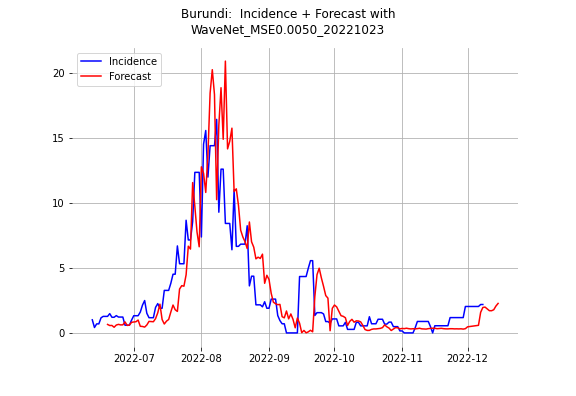 Burundi:  Incidence + Forecast with
WaveNet_MSE0.0050_20221023
Incidence
Forecast
20
15
10
5
0
2022-07
2022-08
2022-09
2022-10
2022-11
2022-12